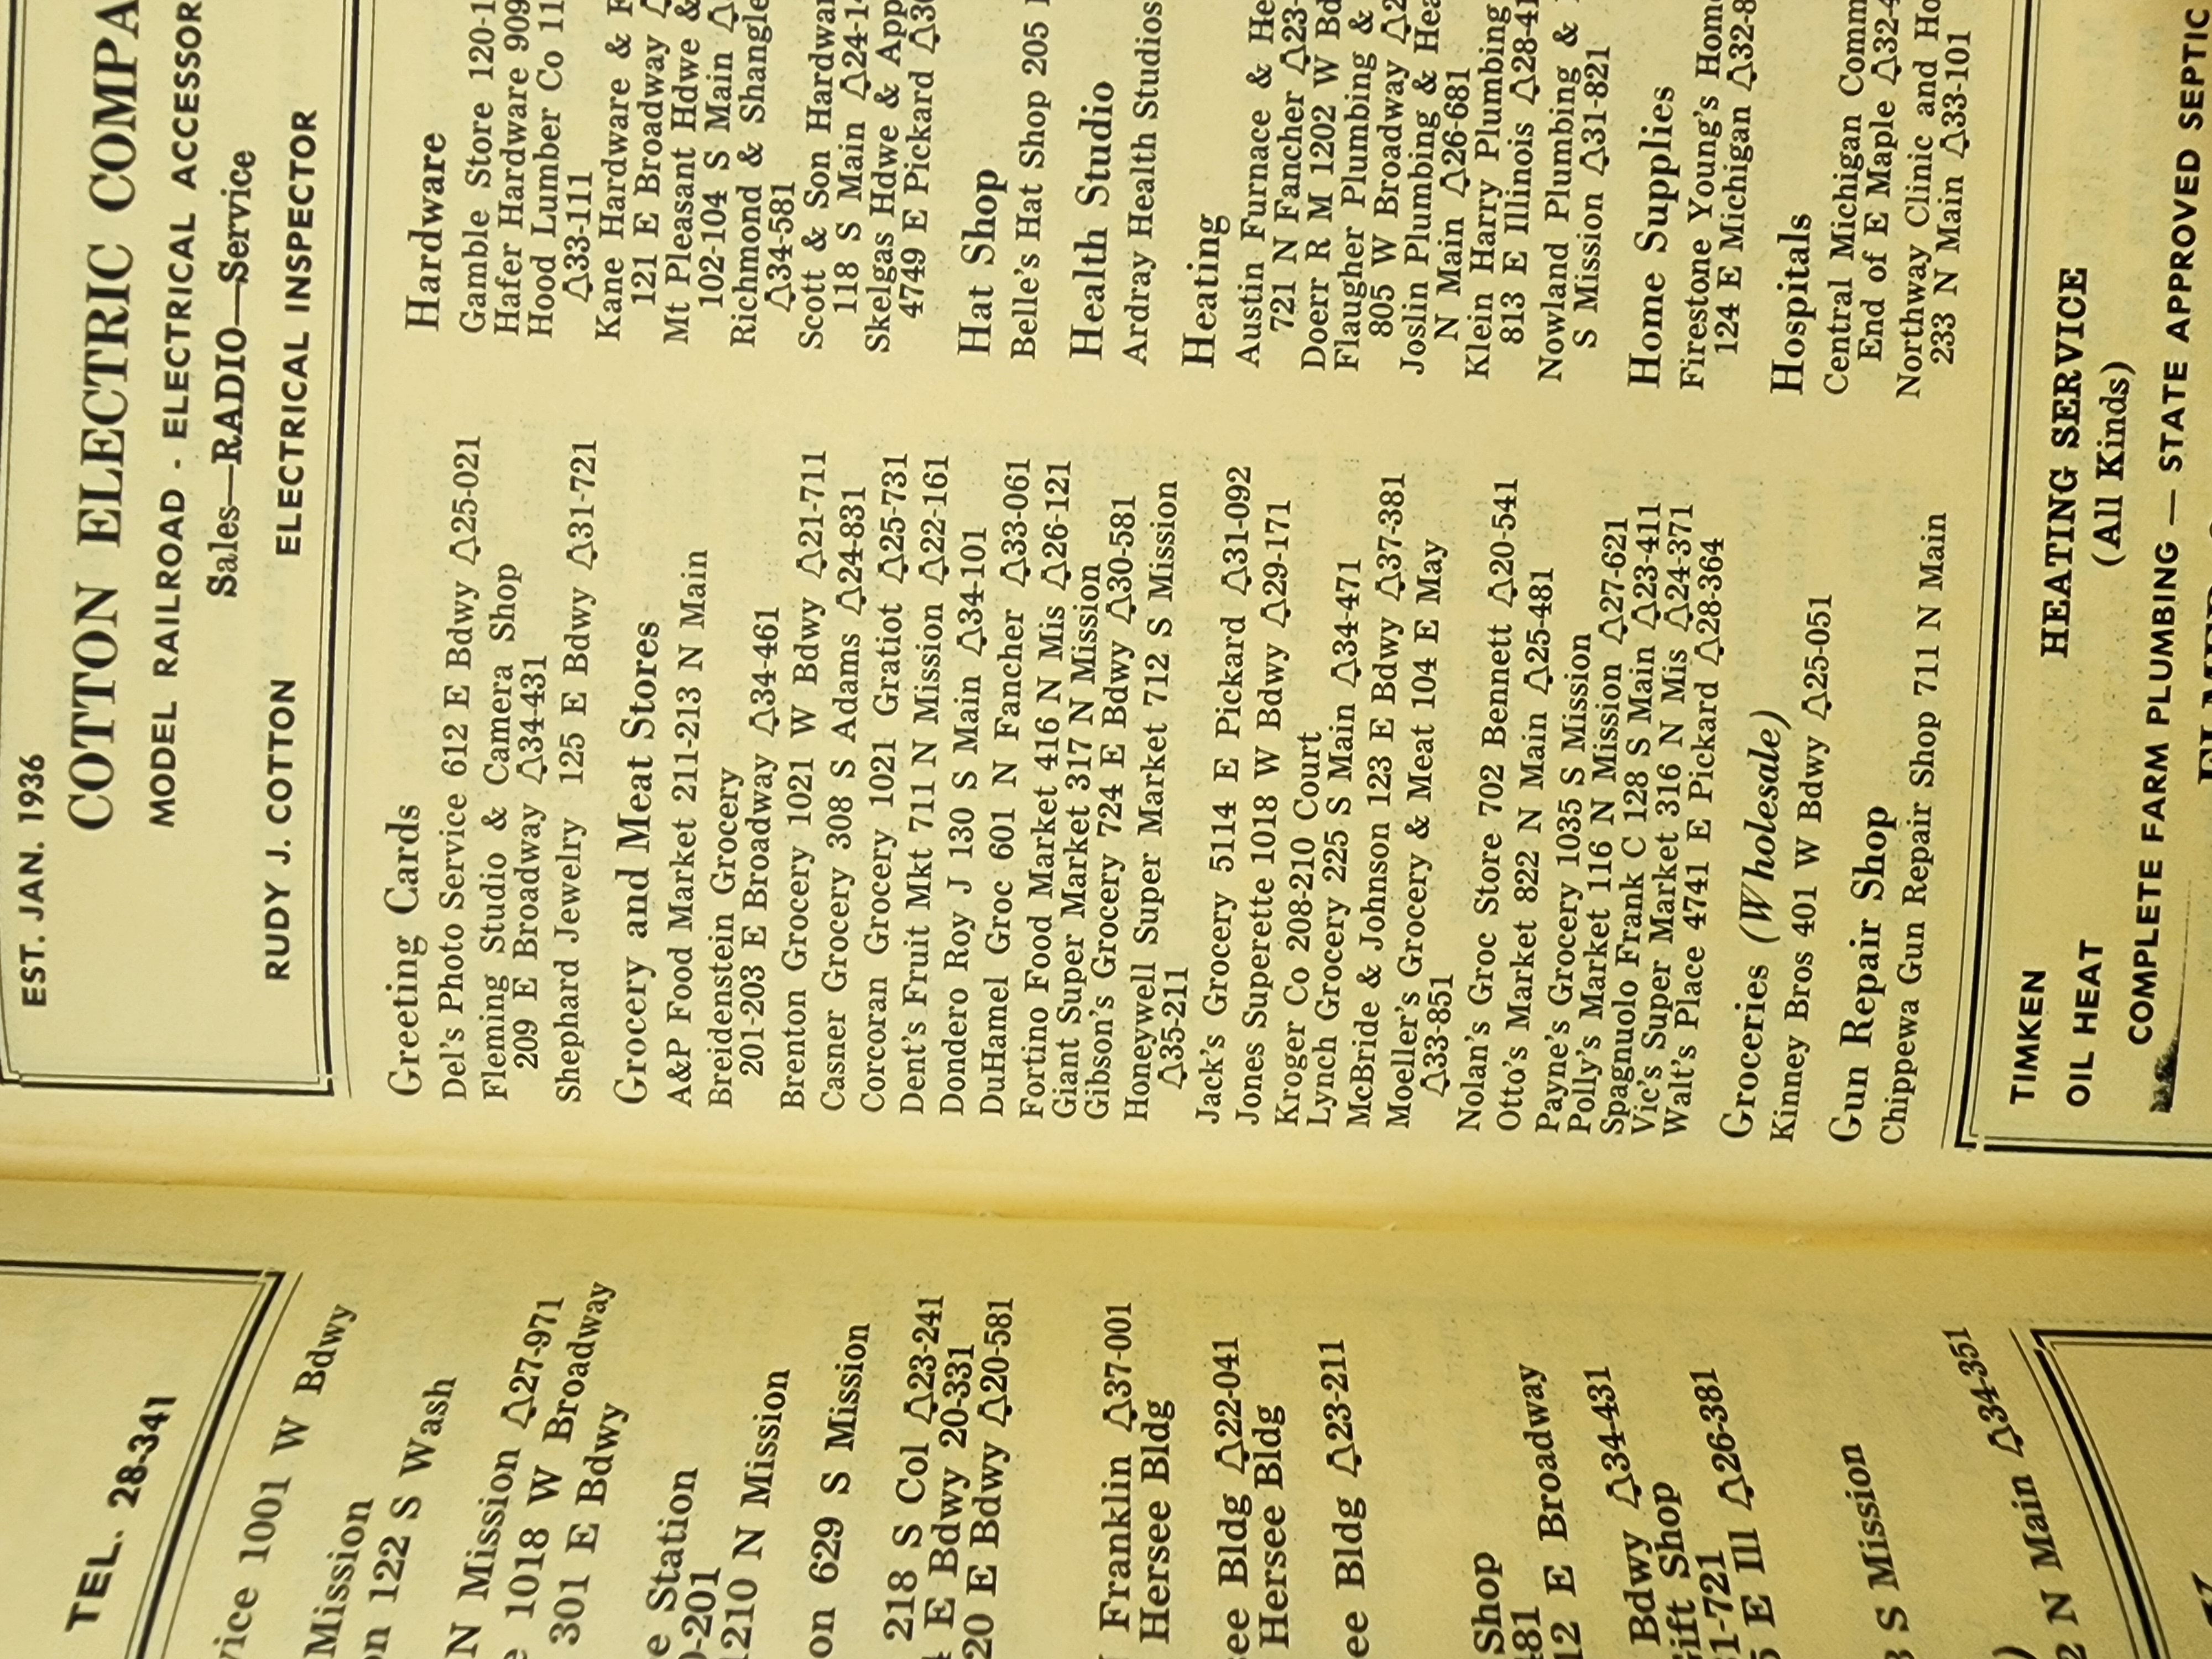 TEL. 28-341
1001 W Bdwy
Mission
122 S Wash
N Mission 27-971
1018 W Broadway
301 E Bdwy
Station
-201
1210 N Mission
629 S Mission
218 S Col 23-241
E Bdwy 20-331
20 E Bdwy 20-581
Franklin 37-001
Hersee Bldg
Bldg 22-041
Hersee Bldg
Bldg 23-211
Shop
12 E Broadway
Bdwy 34-431
Shop
1-721
E Ill 26-381
S Mission
N Main 34-351
EST. JAN. 1936
COTTON ELECTRIC
MODEL RAILROAD - ELECTRICAL
Sales—RADIO—Service
RUDY J. COTTON ELECTRICAL INSPECTOR
Greeting Cards
Del's Photo Service 612 E Bdwy 25-021
Fleming Studio & Camera Shop
209 E Broadway 34-431
Shephard Jewelry 125 E Bdwy 31-721
Grocery and Meat Stores
A&P Food Market 211-213 N Main
Breidenstein Grocery
201-203 E Broadway 34-461
Brenton Grocery 1021 W Bdwy 21-711
Casner Grocery 308 S Adams 24-831
Corcoran Grocery 1021 Gratiot 25-731
Dent's Fruit Mkt 711 N Mission 22-161
Dondero Roy J 130 S Main 34-101
DuHamel Groc 601 N Fancher 33-061
Fortino Food Market 416 N Mis 26-121
Giant Super Market 317 N Mission
Gibson's Grocery 724 E Bdwy 30-581
Honeywell Super Market 712 S Mission
35-211
Jack's Grocery 5114 E Pickard 31-092
Jones Superette 1018 W Bdwy 29-171
Kroger Co 208-210 Court
Lynch Grocery 225 S Main 34-471
McBride & Johnson 123 E Bdwy 37-381
Moeller's Grocery & Meat 104 E May
33-851
Nolan's Groc Store 702 Bennett 20-541
Otto's Market 822 N Main 25-481
Payne's Grocery 1035 S Mission
Polly's Market 116 N Mission 27-621
Spagnuolo Frank C 128 S Main 23-411
Vic's Super Market 316 N Mis 24-371
Walt's Place 4741 E Pickard 28-364
Groceries (Wholesale)
Kinney Bros 401 W Bdwy 25-051
Gun Repair Shop
Chippewa Gun Repair Shop 711 N Main
Hardware
Gamble Store 120-1
Hafer Hardware 909
Hood Lumber Co 11
33-111
Kane Hardware &
121 E Broadway
Mt Pleasant Hdwe &
102-104 S Main
Richmond & Shangle
34-581
Scott & Son Hardwar
118 S Main 24-1
Skelgas Hdwe & App
4749 E Pickard
Hat Shop
Belle's Hat Shop 205
Health Studio
Ardray Health Studios
Heating
Austin Furnace & He
721 N Fancher 23-
Doerr R M 1202 W Bd
Flaugher Plumbing &
805 W Broadway
Joslin Plumbing & Hea
N Main 26-681
Klein Harry Plumbing
813 E Illinois 28-41
Nowland Plumbing &
S Mission 31-821
Home Supplies
Firestone Young's Home
124 E Michigan 32-8
Hospitals
Central Michigan Comm
End of E Maple 32-4
Northway Clinic and Ho
233 N Main 33-101
TIMKEN HEATING SERVICE
OIL HEAT (All Kinds)
COMPLETE FARM PLUMBING — STATE APPROVED SEPTIC